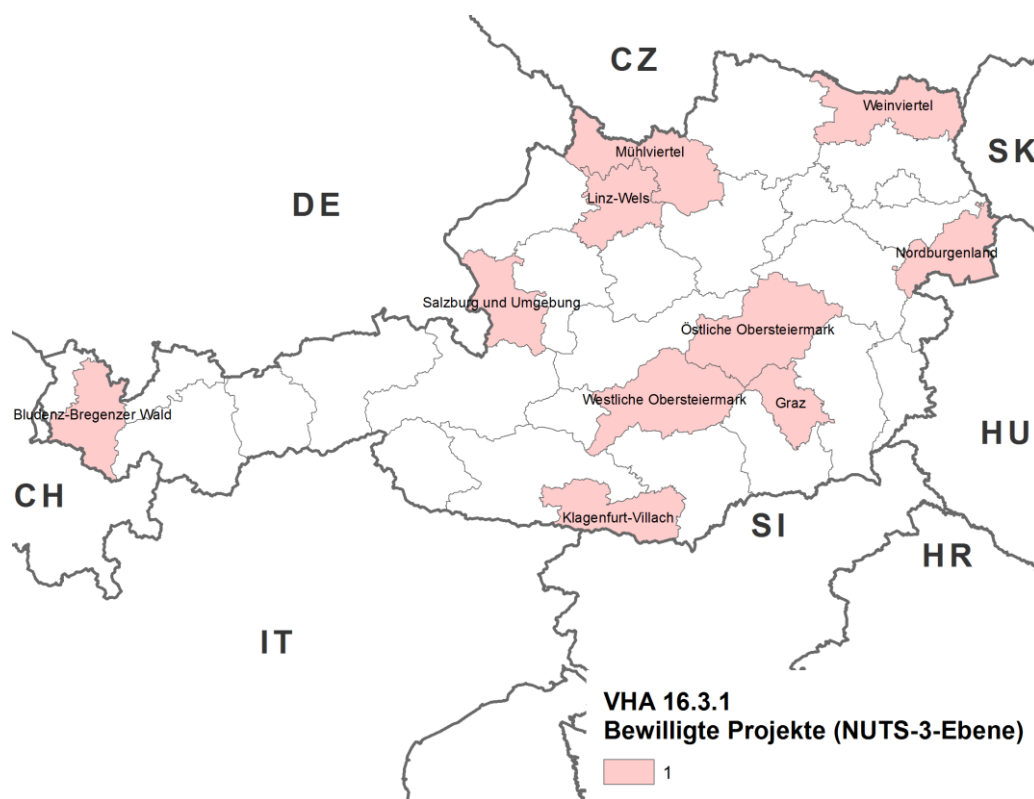 CZ
Weinviertel
SK
Mühlviertel
Linz-Wels
DE
Nordburgenland
Salzburg und Umgebung
Östliche Obersteiermark
Westliche Obersteiermark
Graz
Bludenz-Bregenzer Wald
HU
CH
Klagenfurt-Villach
SI
HR
IT
VHA 16.3.1
Bewilligte Projekte (NUTS-3-Ebene)
1